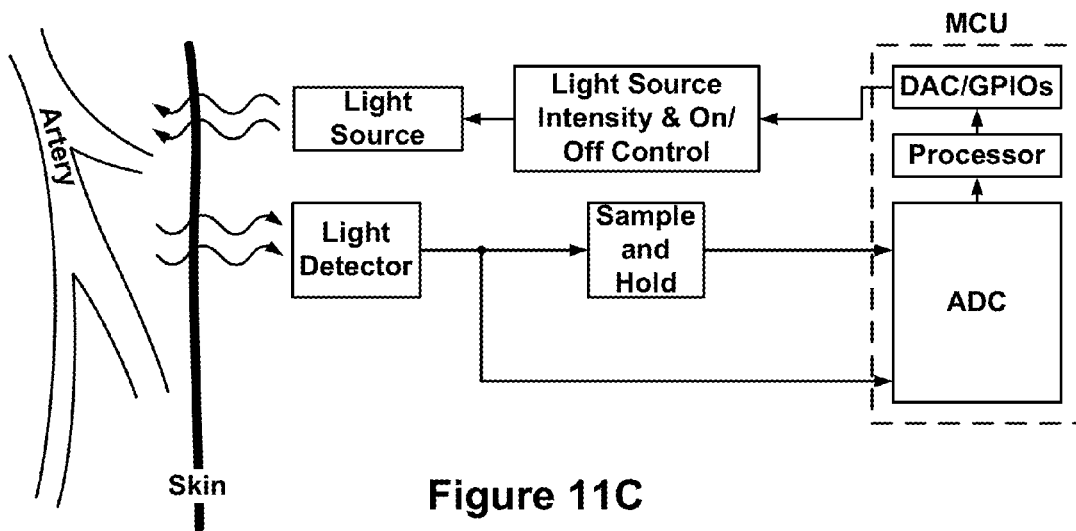 MCU
Light
Source
Light Source
Intensity & On/
Off Control
DAC/GPIOs
Processor
Artery
Light
Detector
Sample
and
Hold
ADC
Skin
Figure 11C